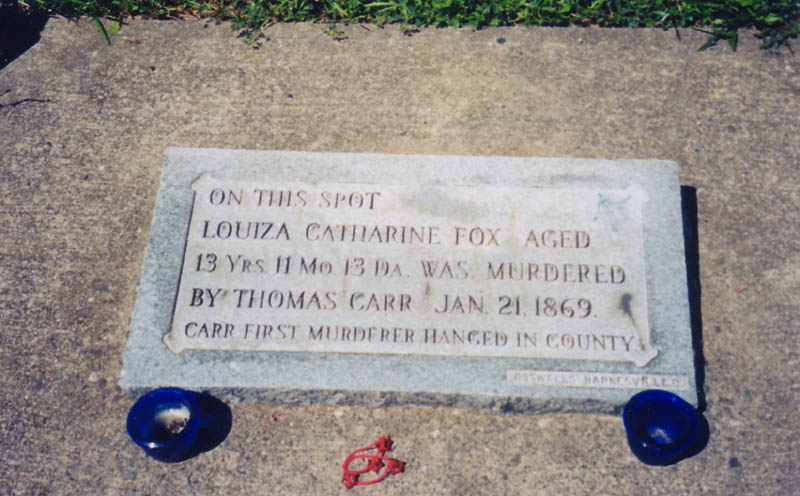 ON THIS SPOT
LOUIZA CATHARINE FOX AGED
13 YRS. 11 MO. 13 DA. WAS. MURDERED
BY THOMAS CARR JAN. 21, 1869.
CARR FIRST MURDERER HANGED IN COUNTY
BARNESVILLE O.